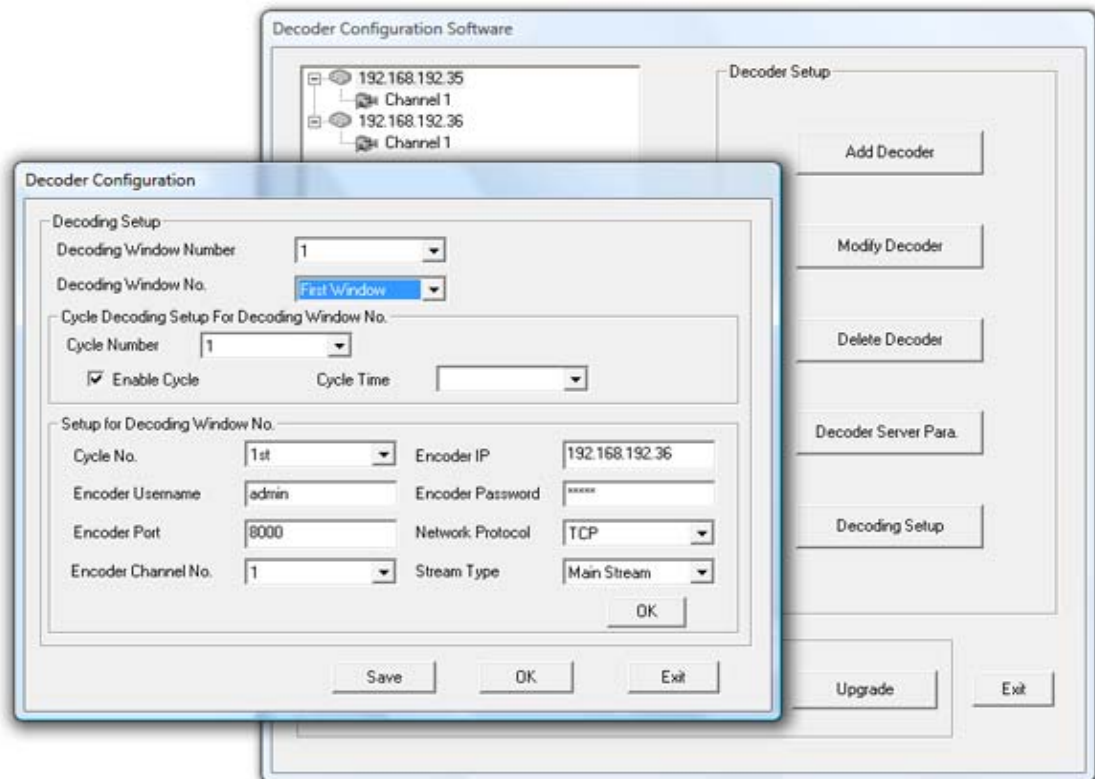 Decoder Configuration Software
192.168.192.35
Channel 1
192.168.192.36
Channel 1
Decoder Setup
Add Decoder
Modify Decoder
Delete Decoder
Decoder Server Para.
Decoding Setup
Upgrade
Exit
Decoder Configuration
Decoding Setup
Decoding Window Number 1
Decoding Window No. First Window
Cycle Decoding Setup For Decoding Window No.
Cycle Number 1
Enable Cycle Cycle Time
Setup for Decoding Window No.
Cycle No. 1st Encoder IP 192.168.192.36
Encoder Username admin Encoder Password *****
Encoder Port 8000 Network Protocol TCP
Encoder Channel No. 1 Stream Type Main Stream
OK
Save OK Exit